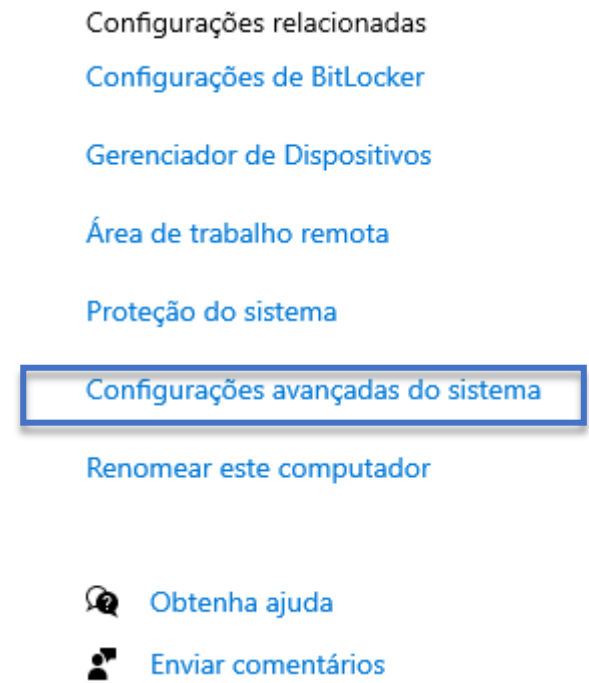 Configurações relacionadas
Configurações de BitLocker
Gerenciador de Dispositivos
Área de trabalho remota
Proteção do sistema
Configurações avançadas do sistema
Renomear este computador
Obtenha ajuda
Enviar comentários